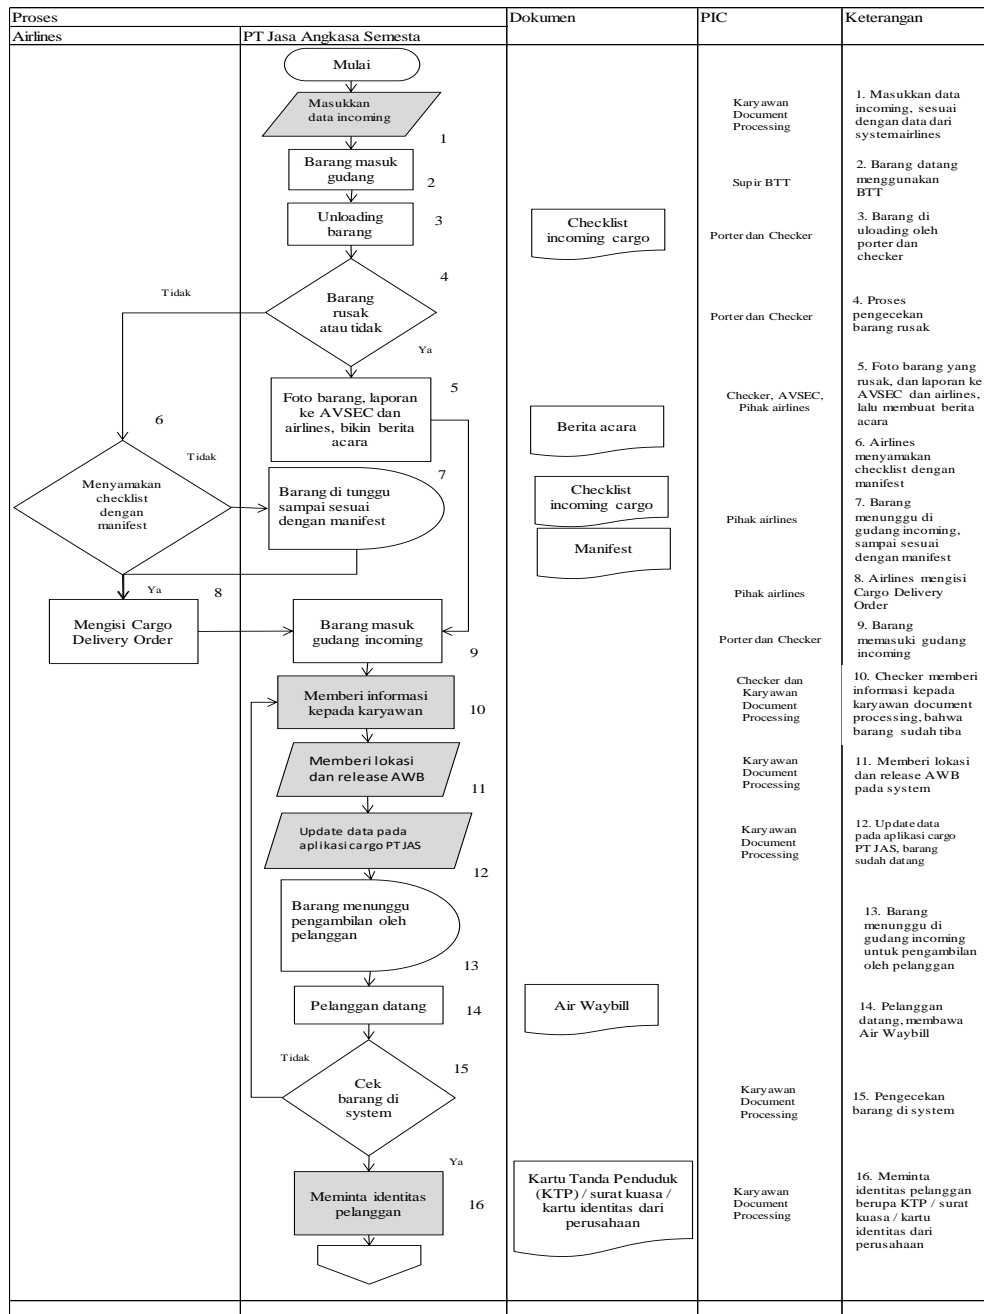 Proses
Dokumen
PIC
Keterangan
Airlines
PT Jasa Angkasa Semesta
Mulai
Masukkan
data incoming
1
Karyawan
Document
Processing
1. Masukkan data
incoming, sesuai
dengan data dari
systemairlines
Barang masuk
gudang
2
Supir BTT
2. Barang datang
menggunakan
BTT
Unloading
barang
3
Checklist
incoming cargo
Porter dan Checker
3. Barang di
uloading oleh
porter dan
checker
4
Barang
rusak
atau tidak
Tidak
Ya
Porter dan Checker
4. Proses
pengecekan
barang rusak
Foto barang, laporan
ke AVSEC dan
airlines, bikin berita
acara
5
Berita acara
Checker, AVSEC,
Pihak airlines
5. Foto barang yang
rusak, dan laporan ke
AVSEC dan airlines,
lalu membuat berita
acara
6
Menyamakan
checklist
dengan
manifest
Tidak
Ya
6. Airlines
menyamakan
checklist dengan
manifest
7
Barang di tunggu
sampai sesuai
dengan manifest
Checklist
incoming cargo
Manifest
Pihak airlines
7. Barang
menunggu di
gudang incoming,
sampai sesuai
dengan manifest
8
Mengisi Cargo
Delivery Order
Pihak airlines
8. Airlines mengisi
Cargo Delivery
Order
Barang masuk
gudang incoming
9
Porter dan Checker
9. Barang
memasuki gudang
incoming
Memberi informasi
kepada karyawan
10
Checker dan
Karyawan
Document
Processing
10. Checker memberi
informasi kepada
karyawan document
processing, bahwa
barang sudah tiba
Memberi lokasi
dan release AWB
11
Karyawan
Document
Processing
11. Memberi lokasi
dan release AWB
pada system
Update data pada
aplikasi cargo PT JAS
12
Karyawan
Document
Processing
12. Update data
pada aplikasi cargo
PT JAS, barang
sudah datang
Barang menunggu
pengambilan oleh
pelanggan
13
13. Barang
menunggu di
gudang incoming
untuk pengambilan
oleh pelanggan
Pelanggan datang
14
Air Waybill
14. Pelanggan
datang, membawa
Air Waybill
Tidak
15
Cek
barang di
system
Ya
Karyawan
Document
Processing
15. Pengecekan
barang di system
Meminta identitas
pelanggan
16
Kartu Tanda Penduduk
(KTP) / surat kuasa /
kartu identitas dari
perusahaan
Karyawan
Document
Processing
16. Meminta
identitas pelanggan
berupa KTP / surat
kuasa / kartu
identitas dari
perusahaan